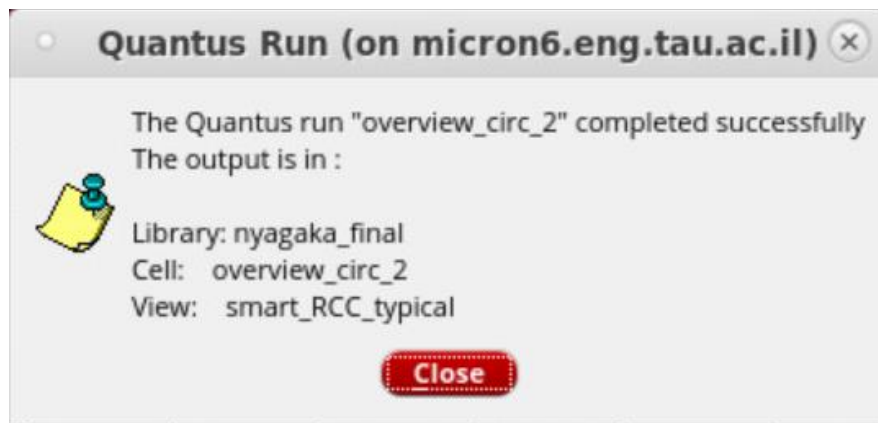 Quantus Run (on micron6.eng.tau.ac.il)
The Quantus run "overview_circ_2" completed successfully
The output is in :
Library: nyagaka_final
Cell: overview_circ_2
View: smart_RCC_typical
Close